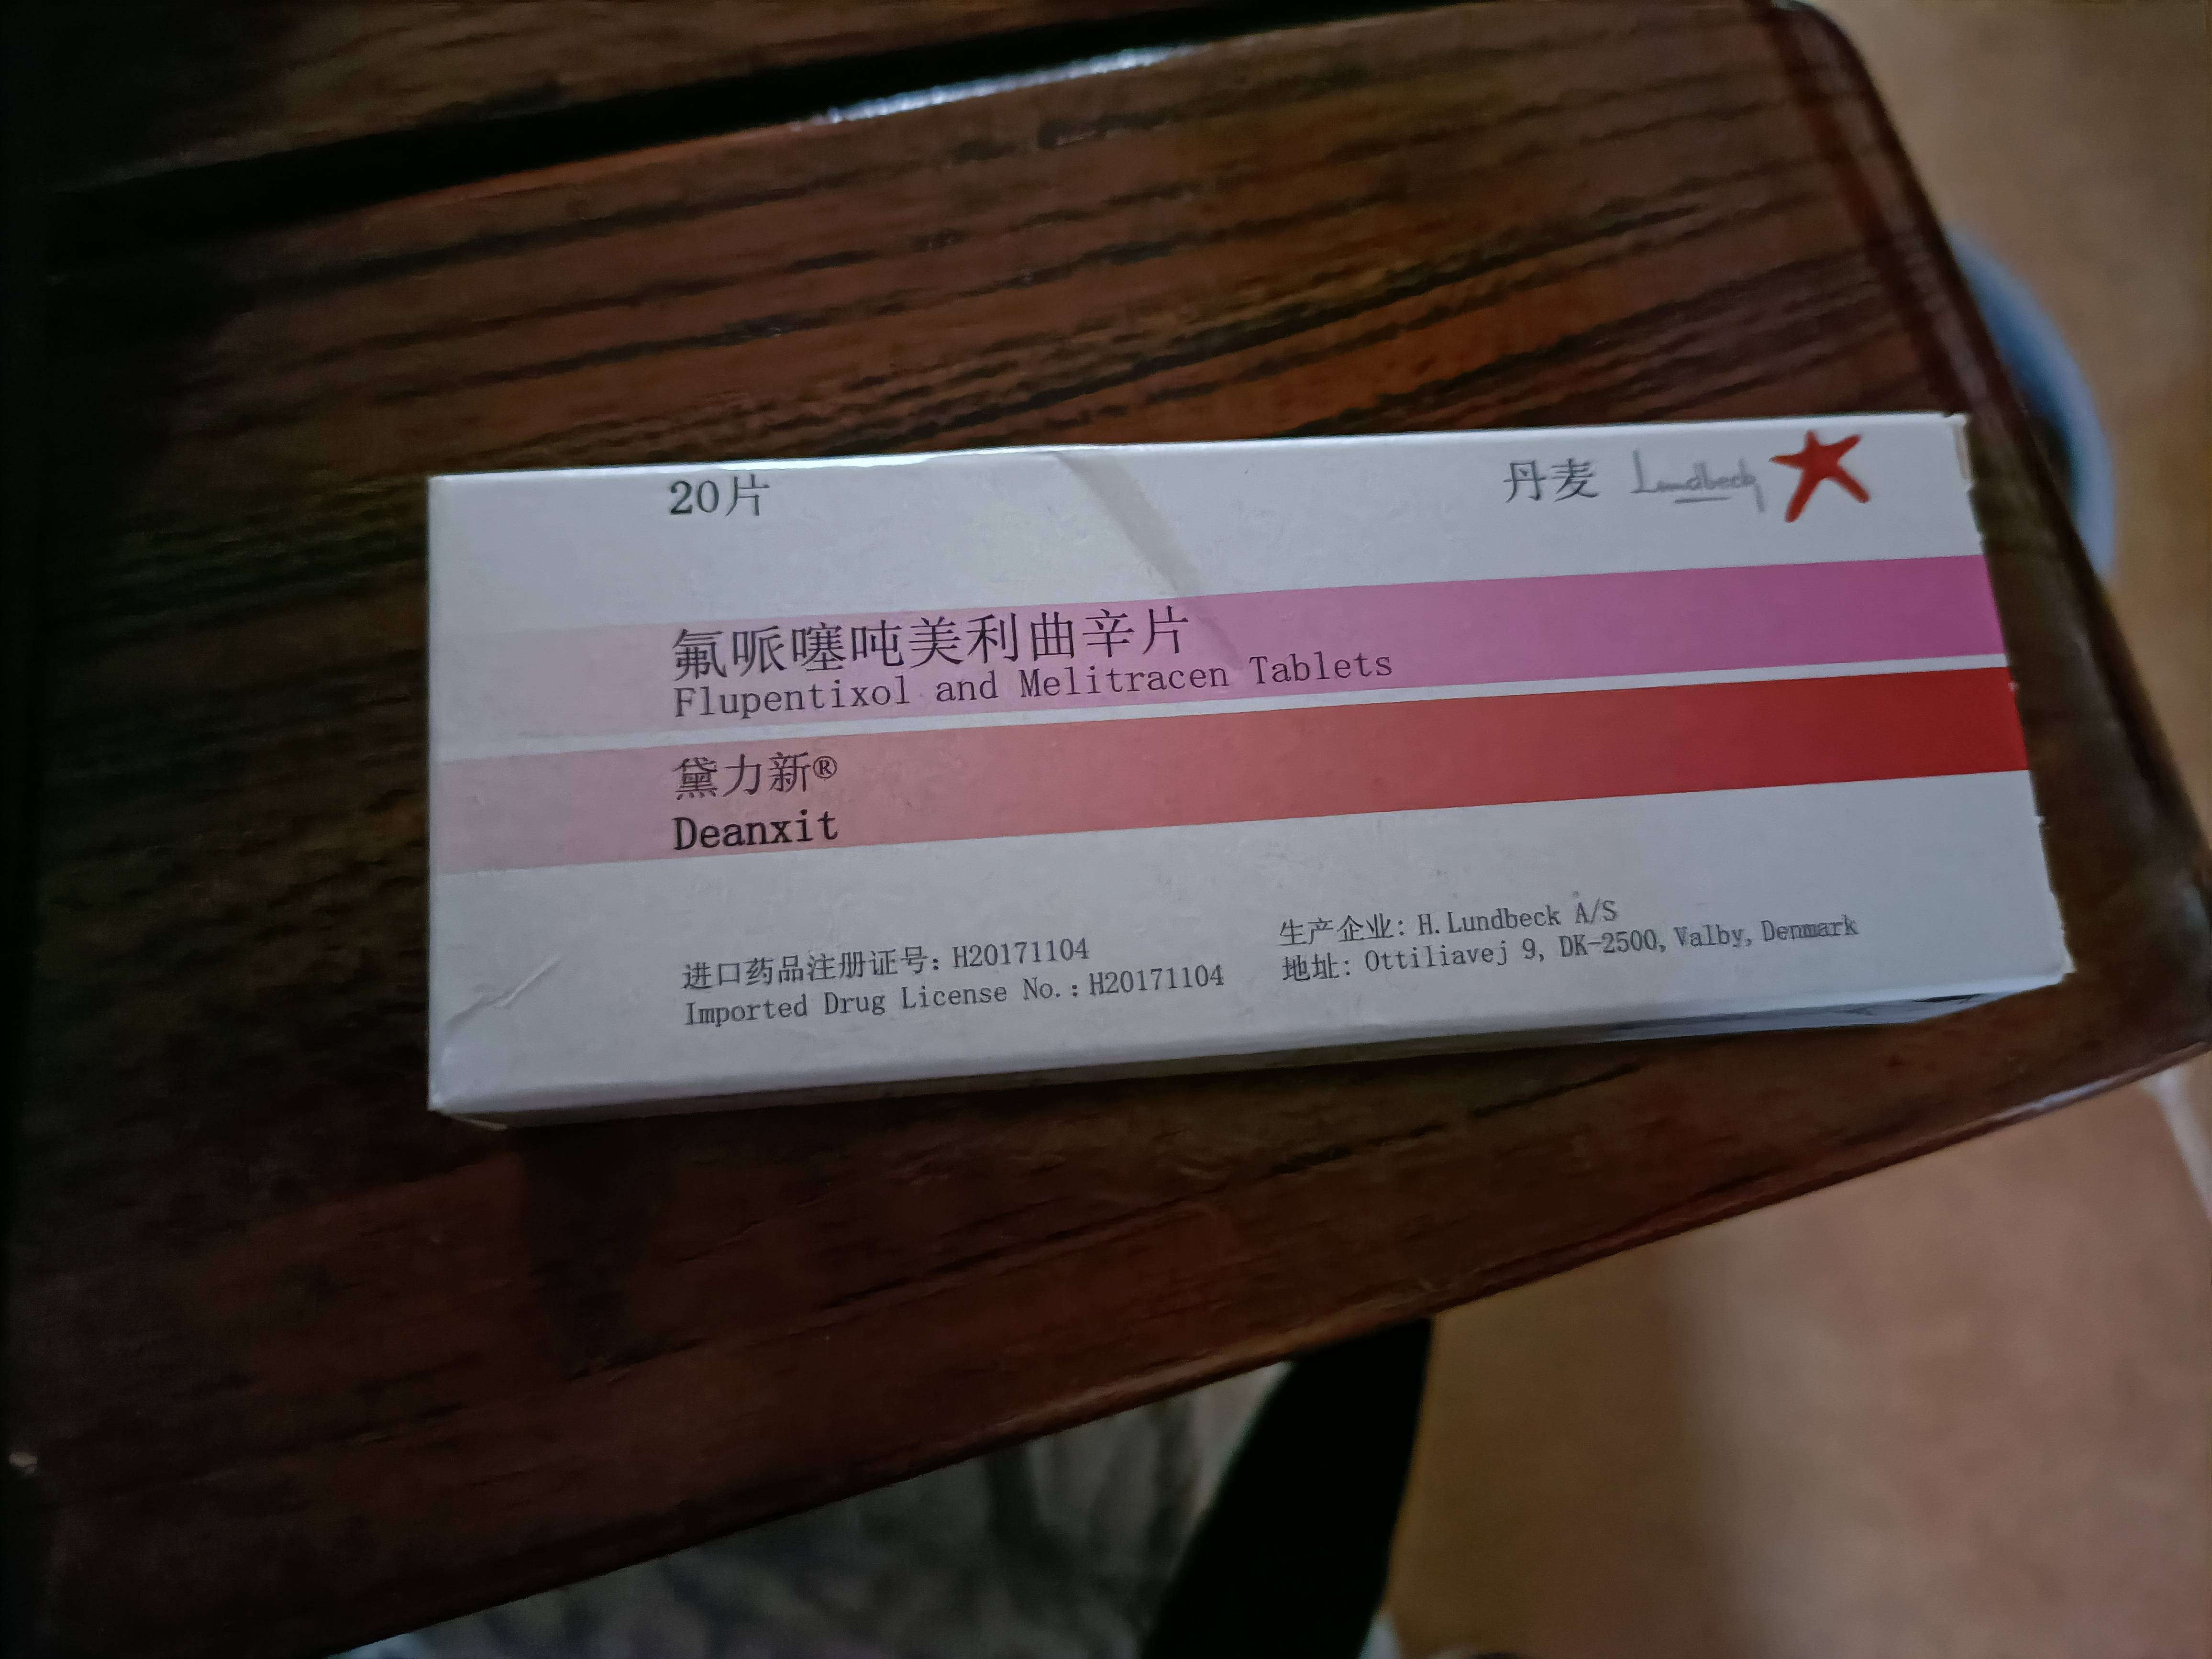 20片
丹麦 Lundbeck
氟哌噻吨美利曲辛片
Flupentixol and Melitracen Tablets
黛力新®
Deanxit
进口药品注册证号: H20171104
Imported Drug License No.: H20171104
生产企业: H.Lundbeck A/S
地址: Ottiliavej 9, DK-2500, Valby, Denmark